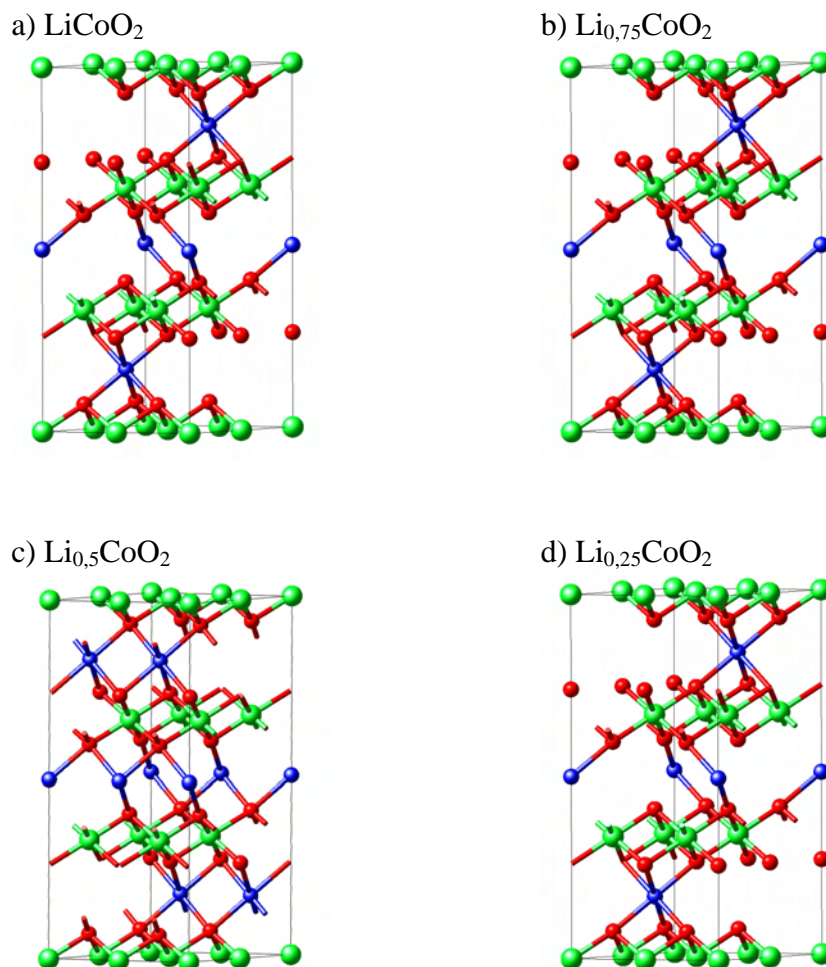 a) LiCoO₂
b) Li₀,₇₅CoO₂
c) Li₀,₅CoO₂
d) Li₀,₂₅CoO₂